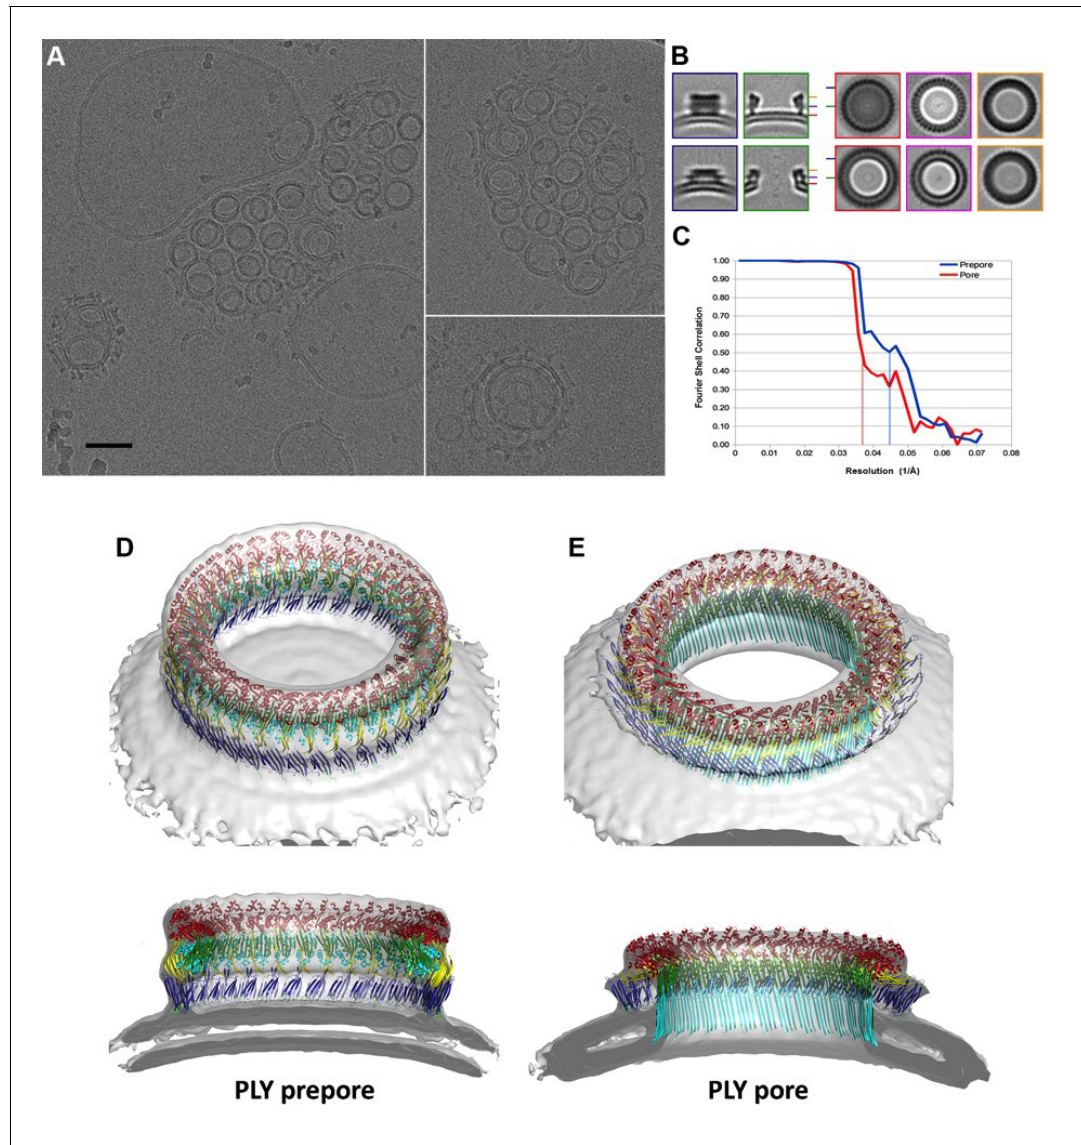 A
B
C
1.00
0.90
0.80
0.70
0.60
0.50
0.40
0.30
0.20
0.10
0.00
Fourier Shell Correlation
Prepore
Pore
0 0.01 0.02 0.03 0.04 0.05 0.06 0.07 0.08
Resolution (1/Å)
D
E
PLY prepore
PLY pore